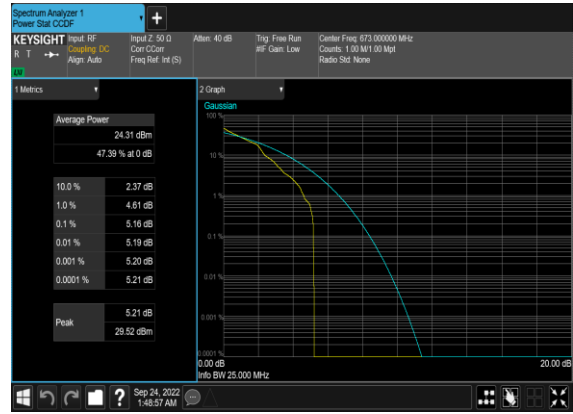 Spectrum Analyzer 1
Power Stat CCDF
KEYSIGHT
R T
LW
Input: RF
Coupling: DC
Align: Auto
Input Z: 50 Ω
Corr CCorr
Freq Ref: Int (S)
Atten: 40 dB
Trig: Free Run
#IF Gain: Low
Center Freq: 673.000000 MHz
Counts: 1.00 M/1.00 Mpt
Radio Std: None
1 Metrics
Average Power
24.31 dBm
47.39 % at 0 dB
10.0 % 2.37 dB
1.0 % 4.61 dB
0.1 % 5.16 dB
0.01 % 5.19 dB
0.001 % 5.20 dB
0.0001 % 5.21 dB
Peak
5.21 dB
29.52 dBm
2 Graph
Gaussian
100 %
10 %
1 %
0.1 %
0.01 %
0.001 %
0.0001 %
0.00 dB
20.00 dB
Info BW 25.000 MHz
?
Sep 24, 2022
1:48:57 AM